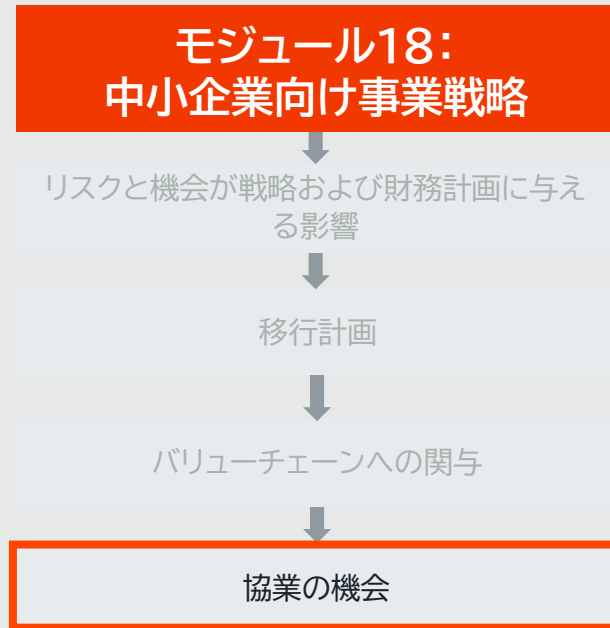 モジュール18：
中小企業向け事業戦略
リスクと機会が戦略および財務計画に与え
る影響
移行計画
バリューチェーンへの関与
協業の機会